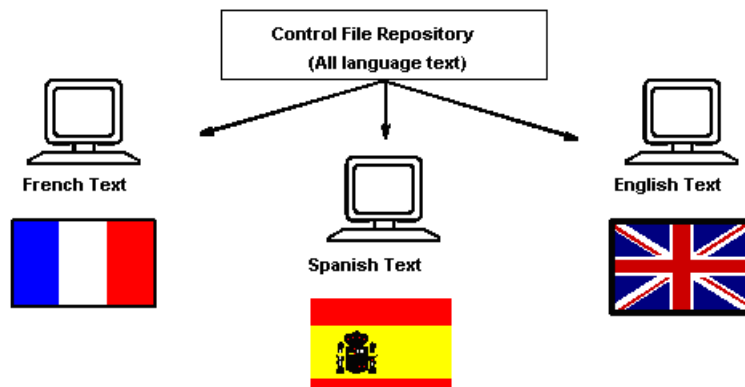 Control File Repository
(All language text)
French Text
English Text
Spanish Text